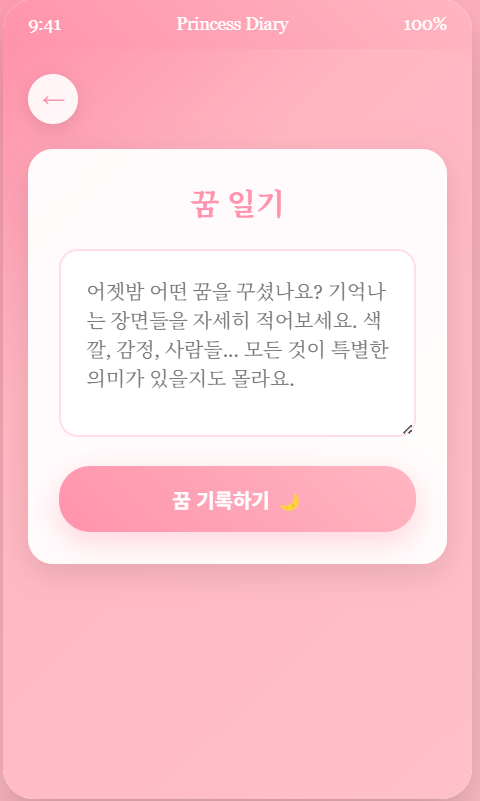 9:41 Princess Diary 100%
←
꿈 일기
어젯밤 어떤 꿈을 꾸셨나요? 기억나
는 장면들을 자세히 적어보세요. 색
깔, 감정, 사람들... 모든 것이 특별한
의미가 있을지도 몰라요.
꿈 기록하기 🌙